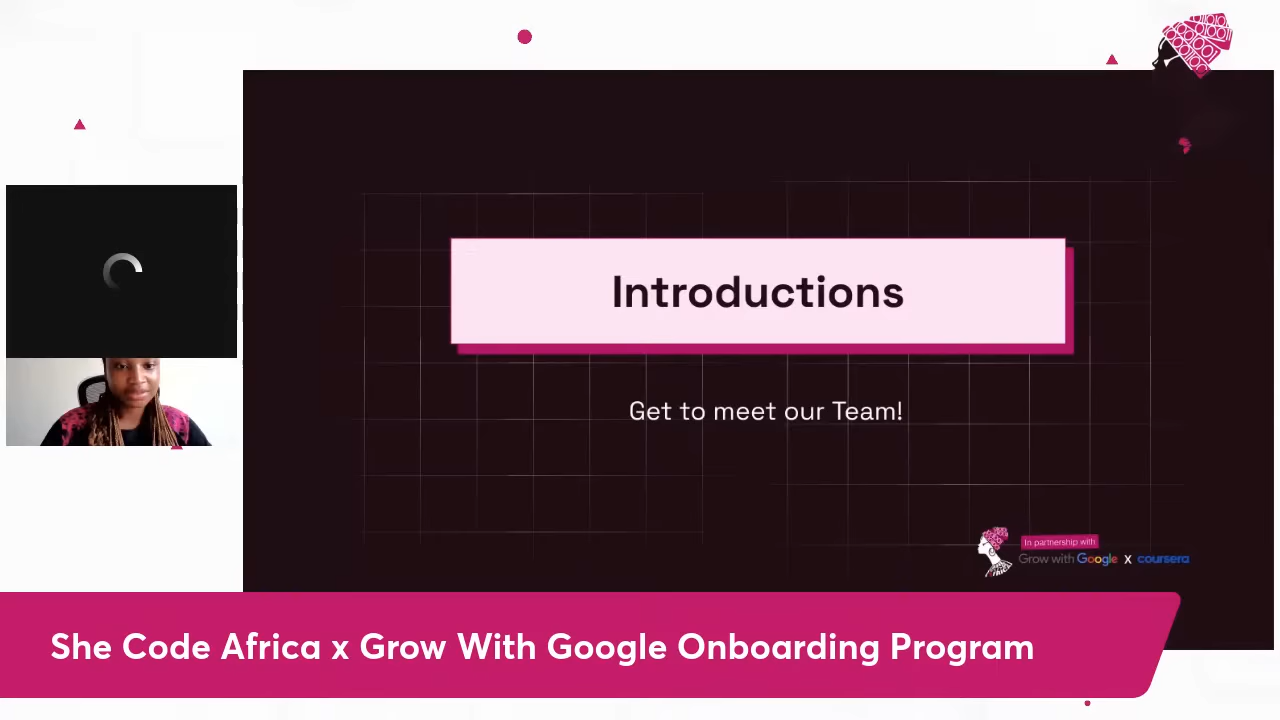 Introductions
Get to meet our Team!
In partnership with
Grow with Google X coursera
She Code Africa x Grow With Google Onboarding Program